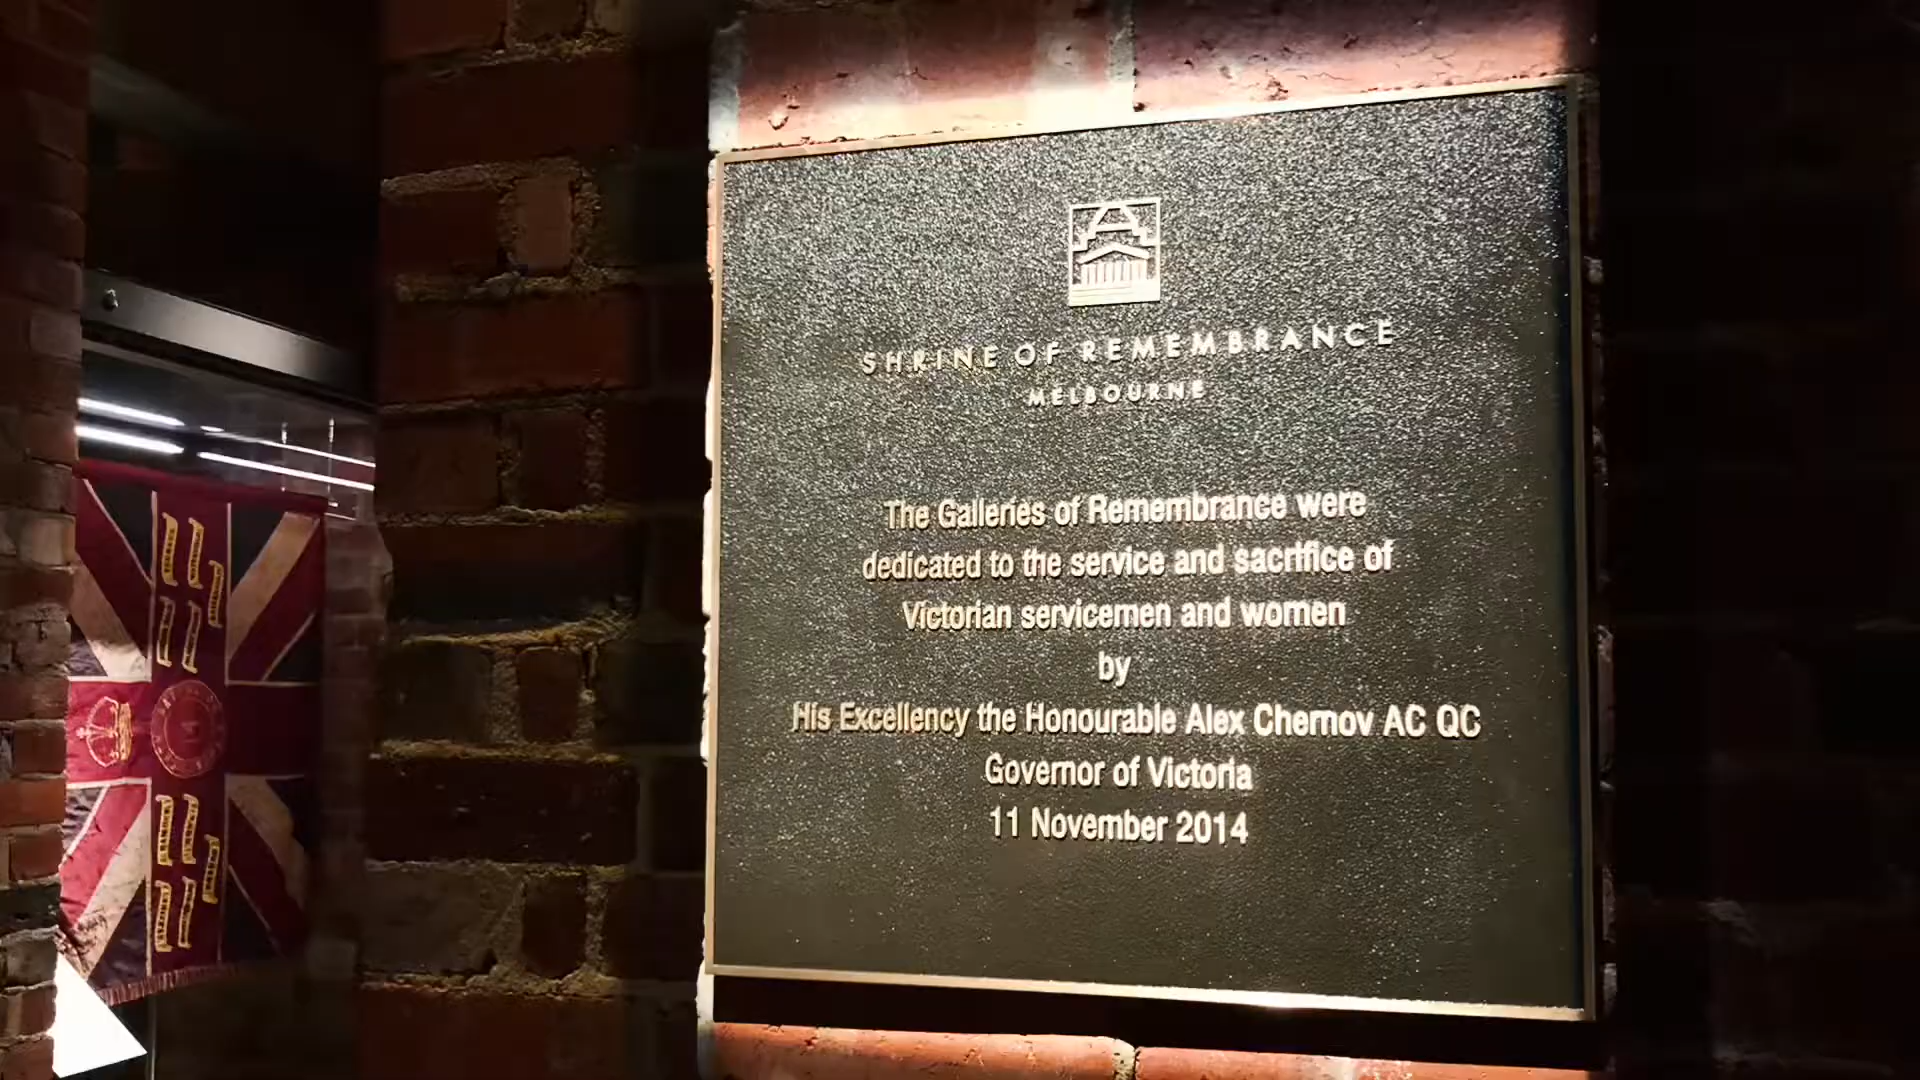 SHRINE OF REMEMBRANCE
MELBOURNE
The Galleries of Remembrance were
dedicated to the service and sacrifice of
Victorian servicemen and women
by
His Excellency the Honourable Alex Chernov AC QC
Governor of Victoria
11 November 2014